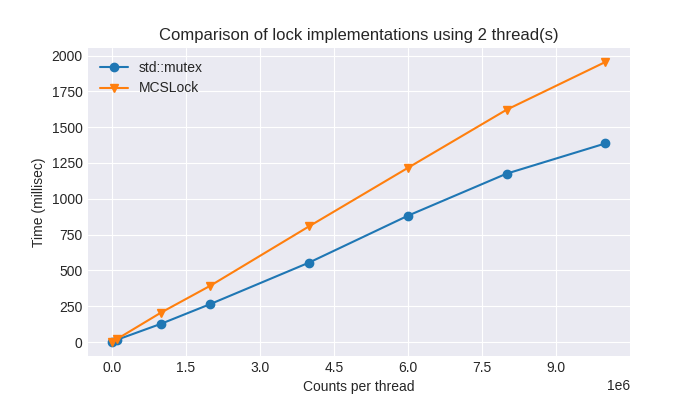 Comparison of lock implementations using 2 thread(s)
std::mutex
MCSLock
Time (millisec)
2000
1750
1500
1250
1000
750
500
250
0
0.0 1.5 3.0 4.5 6.0 7.5 9.0
Counts per thread
1e6